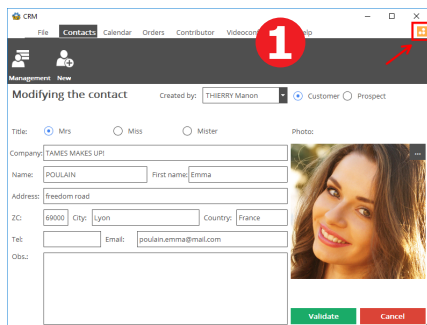 CRM
File Contacts Calendar Orders Contributor Videocon elp
1
Management New
Modifying the contact Created by: THIERRY Manon Customer Prospect
Title: Mrs Miss Mister Photo:
Company: TAMES MAKES UP!
Name: POULAIN First name: Emma
Address: freedom road
ZC: 69000 City: Lyon Country: France
Tel: Email: poulain.emma@mail.com
Obs.:
Validate Cancel